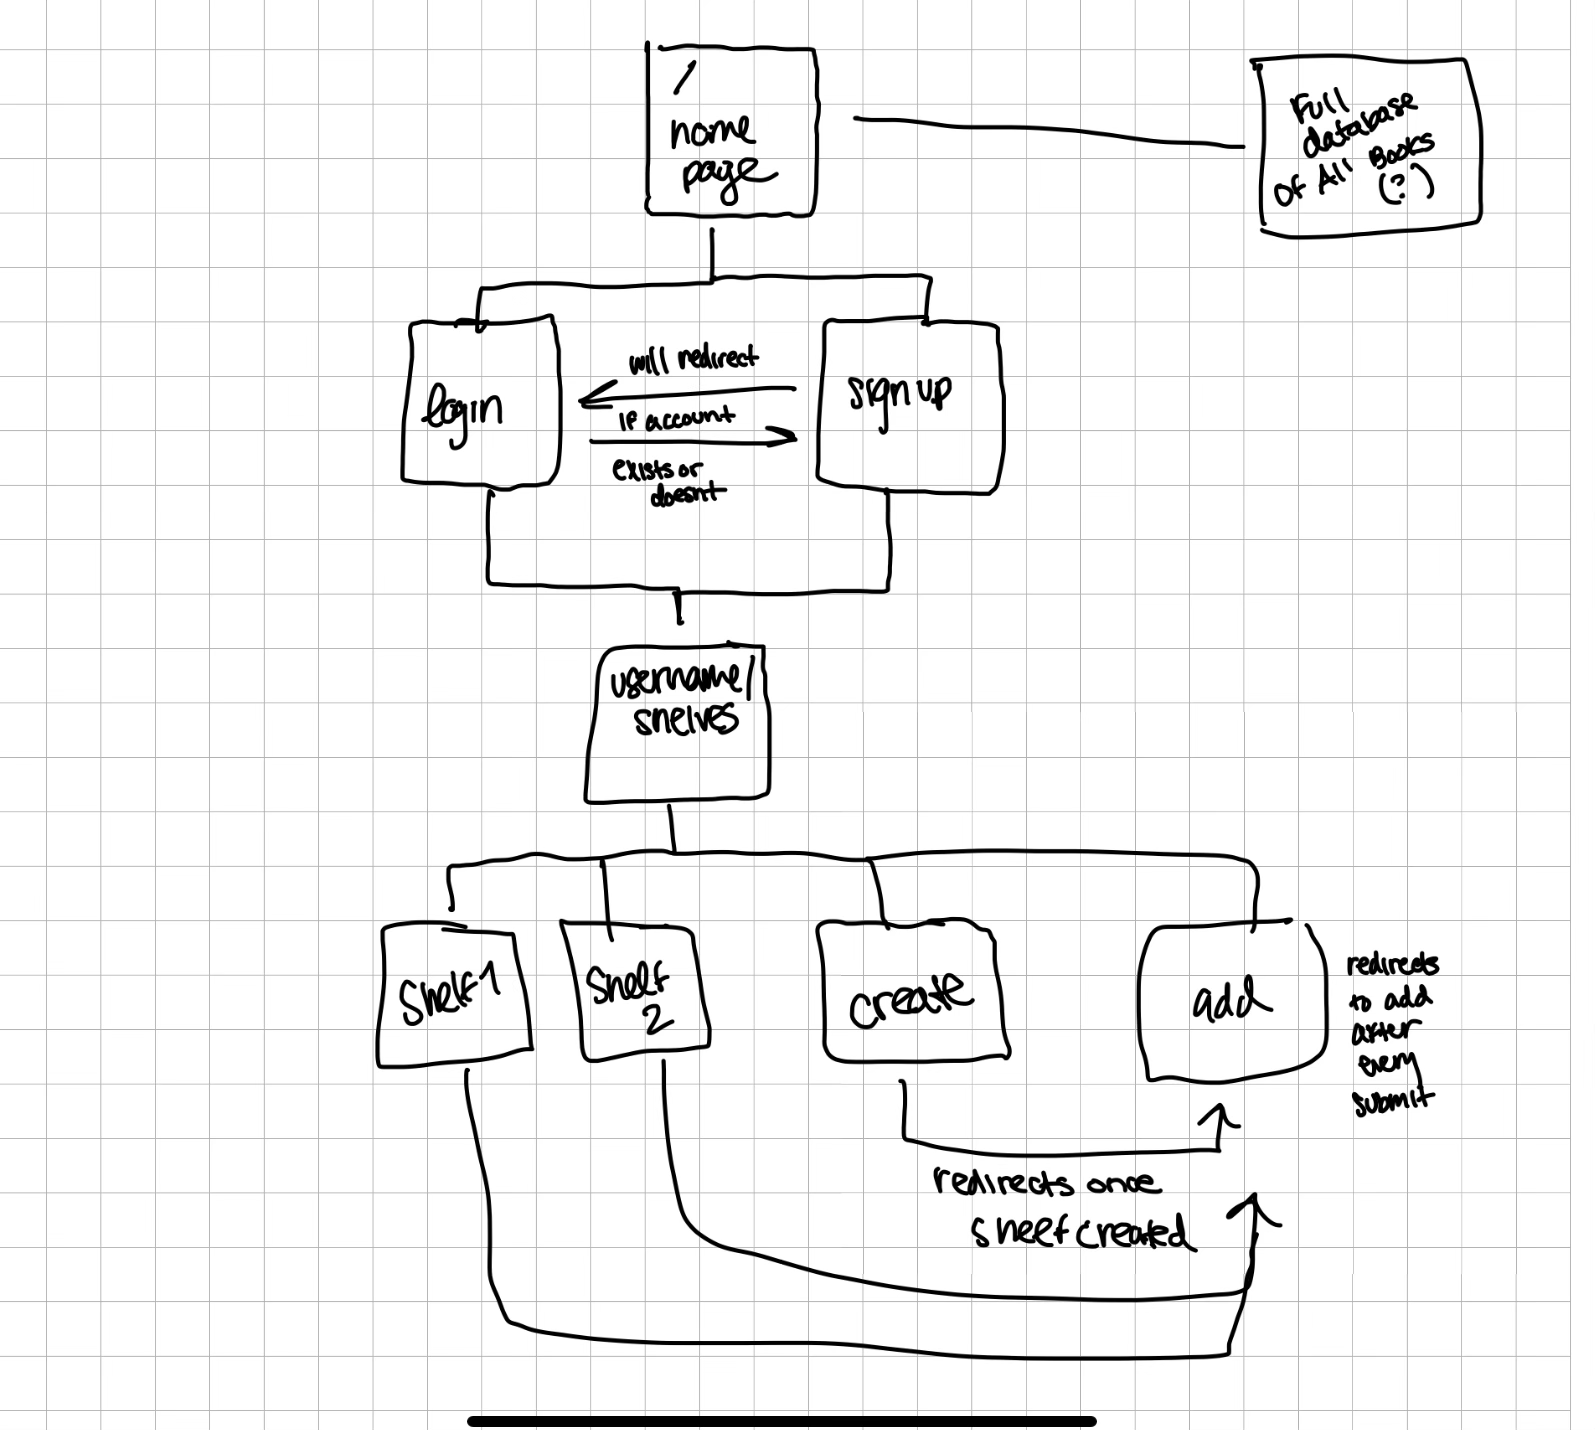 /
home
page
Full
database
Of All Books
(?)
login
will redirect
if account
exists or
doesnt
sign up
username/
shelves
Shelf 1
Shelf
2
create
add
redirects
to add
after
every
submit
redirects once
shelf created